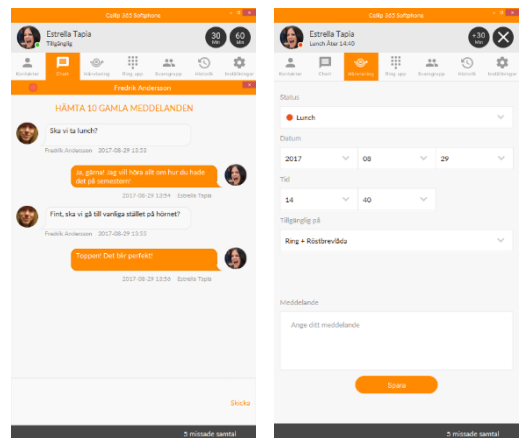 Callip 365 Softphone
Estrella Tapia
Tillgänglig
30
Min
60
Min
Kontakter
Chatt
Hänvisning
Ring upp
Svarsgrupp
Historik
Inställningar
Fredrik Andersson
HÄMTA 10 GAMLA MEDDELANDEN
Ska vi ta lunch?
Fredrik Andersson 2017-08-29 13:53
Ja, gärna! Jag vill höra allt om hur du hade
det på semestern!
2017-08-29 13:54 Estrella Tapia
Fint, ska vi gå till vanliga stället på hörnet?
Fredrik Andersson 2017-08-29 13:55
Toppen! Det blir perfekt!
2017-08-29 13:56 Estrella Tapia
Skicka
5 missade samtal
Callip 365 Softphone
Estrella Tapia
Lunch Åter 14:40
+30
Min
Kontakter
Chatt
Hänvisning
Ring upp
Svarsgrupp
Historik
Inställningar
Status
Lunch
Datum
2017
08
29
Tid
14
40
Tillgänglig på
Ring + Röstbrevlåda
Meddelande
Ange ditt meddelande
Spara
5 missade samtal